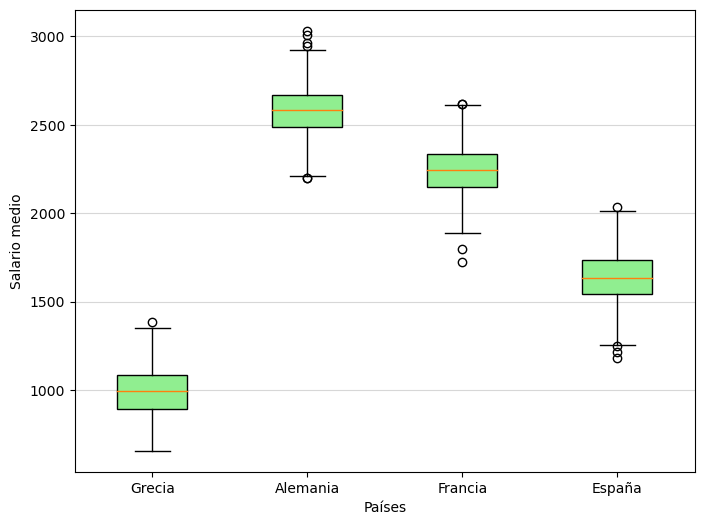 Salario medio
3000
2500
2000
1500
1000
Grecia
Alemania
Francia
España
Países